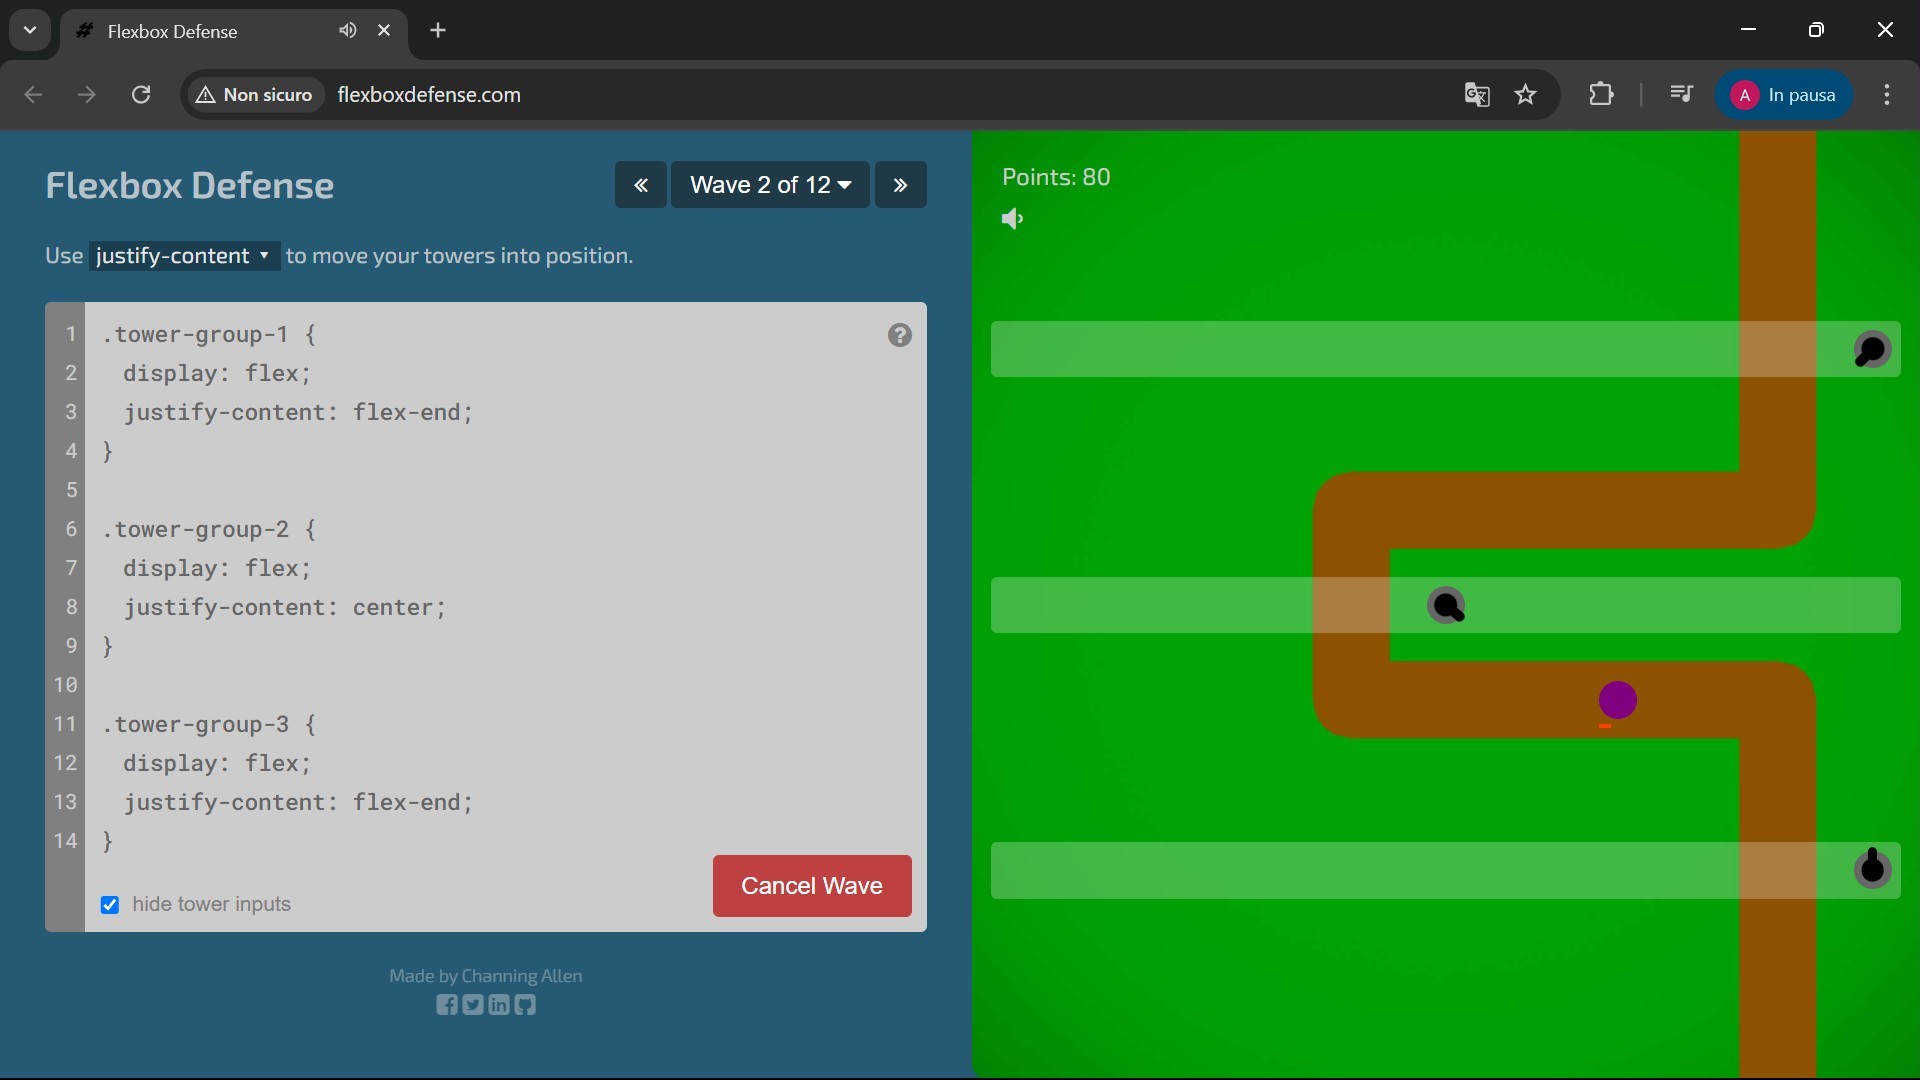 Flexbox Defense
Non sicuro
flexboxdefense.com
A
In pausa
Flexbox Defense
« Wave 2 of 12 »
Use justify-content to move your towers into position.
1 .tower-group-1 {
2 display: flex;
3 justify-content: flex-end;
4 }
5
6 .tower-group-2 {
7 display: flex;
8 justify-content: center;
9 }
10
11 .tower-group-3 {
12 display: flex;
13 justify-content: flex-end;
14 }
?
hide tower inputs
Cancel Wave
Made by Channing Allen
Points: 80